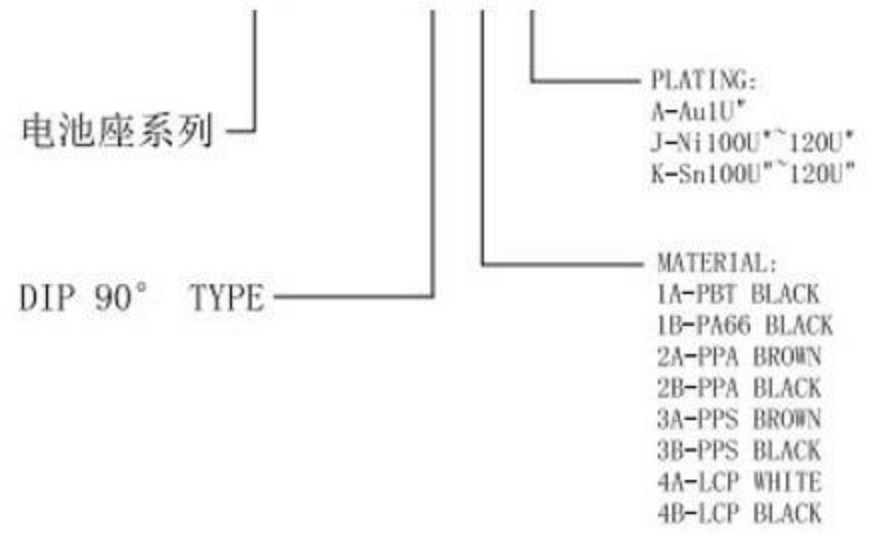 电池座系列
DIP 90° TYPE
PLATING:
A-Au1U"
J-Ni100U"~120U"
K-Sn100U"~120U"
MATERIAL:
1A-PBT BLACK
1B-PA66 BLACK
2A-PPA BROWN
2B-PPA BLACK
3A-PPS BROWN
3B-PPS BLACK
4A-LCP WHITE
4B-LCP BLACK